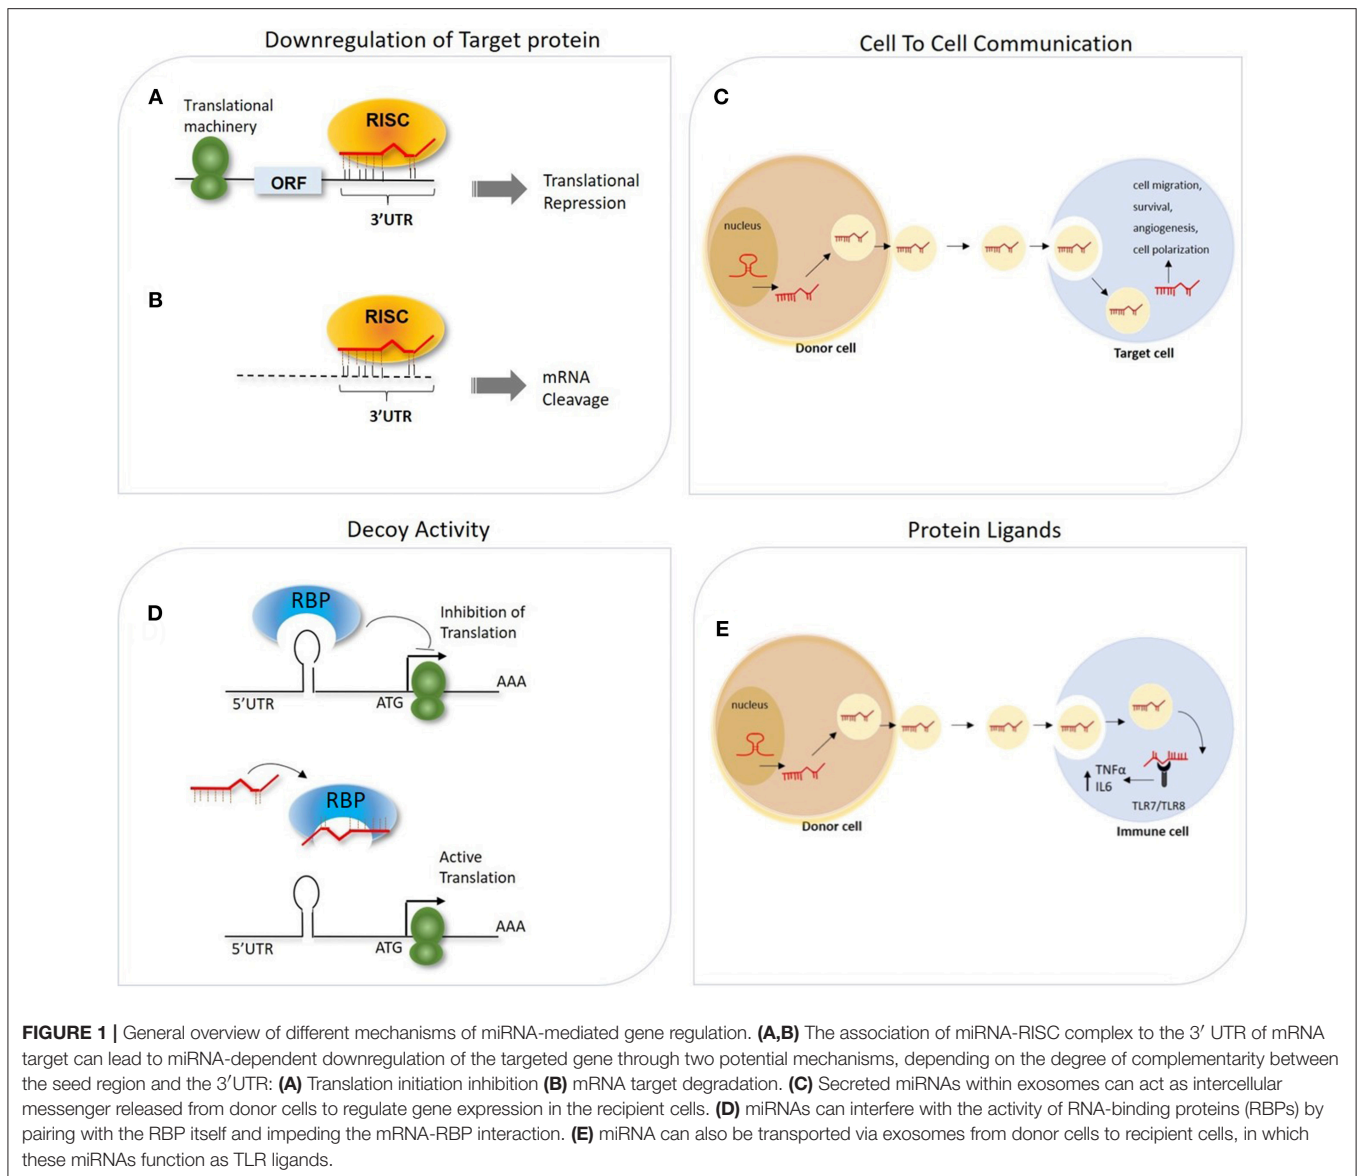 Downregulation of Target protein
A
Translational
machinery
RISC
ORF
3'UTR
Translational
Repression
B
RISC
3'UTR
mRNA
Cleavage
Cell To Cell Communication
C
nucleus
Donor cell
cell migration,
survival,
angiogenesis,
cell polarization
Target cell
Decoy Activity
D
RBP
Inhibition of
Translation
5'UTR
ATG
AAA
RBP
Active
Translation
5'UTR
ATG
AAA
Protein Ligands
E
nucleus
Donor cell
TNFα
IL6
TLR7/TLR8
Immune cell
FIGURE 1 | General overview of different mechanisms of miRNA-mediated gene regulation. (A,B) The association of miRNA-RISC complex to the 3′ UTR of mRNA
target can lead to miRNA-dependent downregulation of the targeted gene through two potential mechanisms, depending on the degree of complementarity between
the seed region and the 3′UTR: (A) Translation initiation inhibition (B) mRNA target degradation. (C) Secreted miRNAs within exosomes can act as intercellular
messenger released from donor cells to regulate gene expression in the recipient cells. (D) miRNAs can interfere with the activity of RNA-binding proteins (RBPs) by
pairing with the RBP itself and impeding the mRNA-RBP interaction. (E) miRNA can also be transported via exosomes from donor cells to recipient cells, in which
these miRNAs function as TLR ligands.